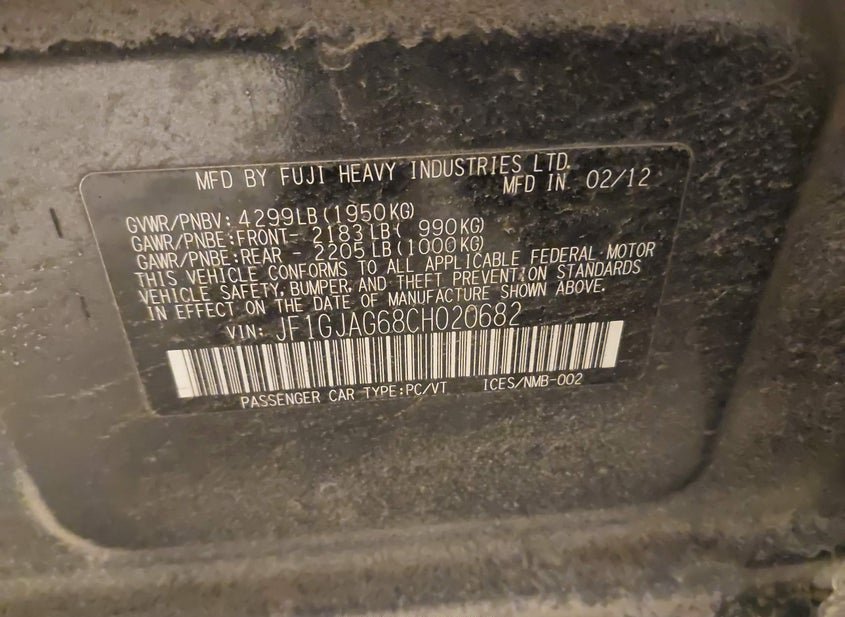 MFD BY FUJI HEAVY INDUSTRIES LTD.
MFD IN 02/12
GVWR/PNBV: 4299LB(1950KG)
GAWR/PNBE:FRONT- 2183LB( 990KG)
GAWR/PNBE:REAR - 2205LB(1000KG)
THIS VEHICLE CONFORMS TO ALL APPLICABLE FEDERAL MOTOR
VEHICLE SAFETY, BUMPER, AND THEFT PREVENTION STANDARDS
IN EFFECT ON THE DATE OF MANUFACTURE SHOWN ABOVE.
VIN: JF1GJAG68CH020682
PASSENGER CAR TYPE:PC/VT ICES/NMB-002